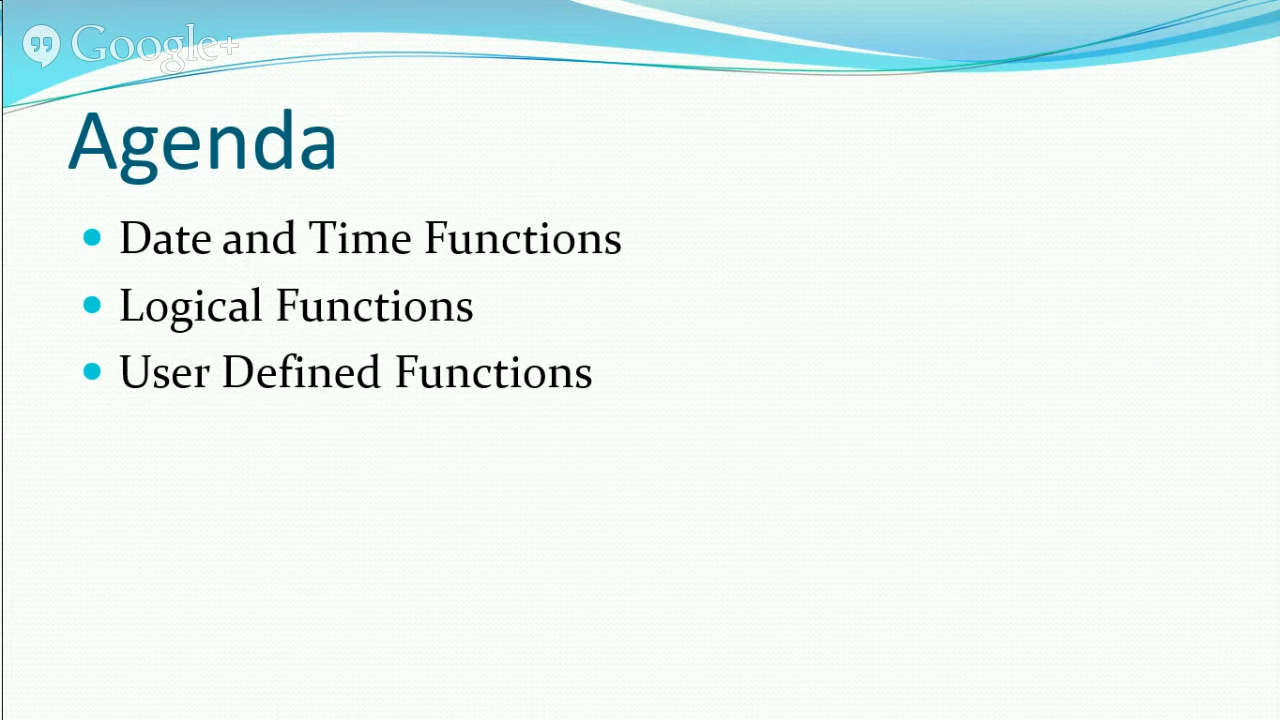 Google+
Agenda
Date and Time Functions
Logical Functions
User Defined Functions